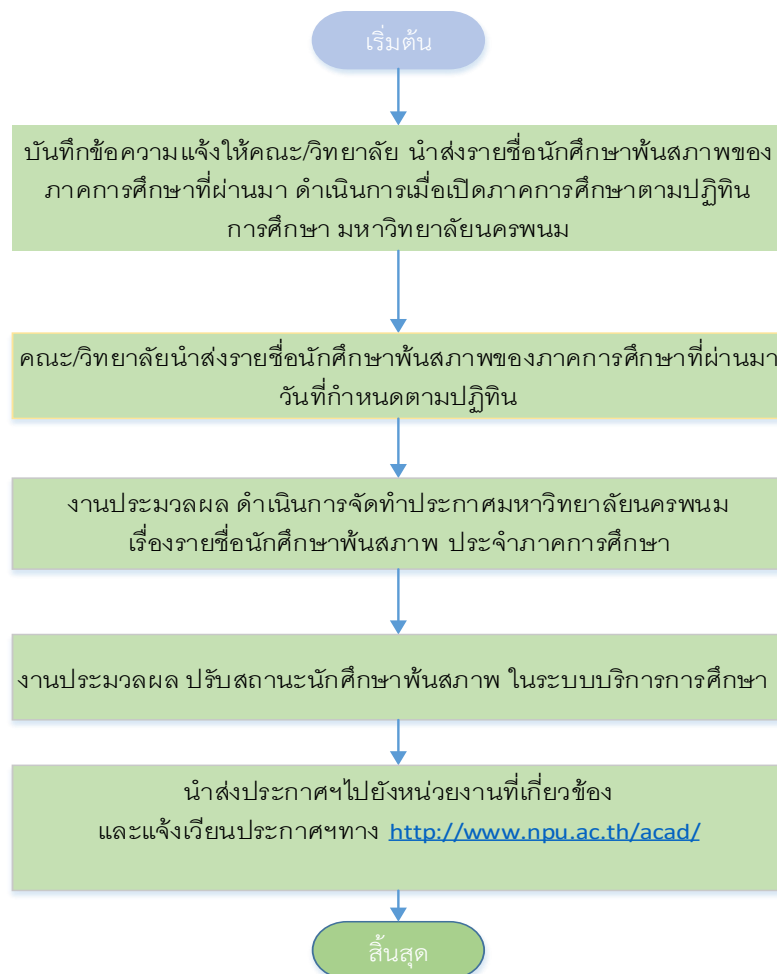 เริ่มต้น
บันทึกข้อความแจ้งให้คณะ/วิทยาลัย นำส่งรายชื่อนักศึกษาพ้นสภาพของ
ภาคการศึกษาที่ผ่านมา ดำเนินการเมื่อเปิดภาคการศึกษาตามปฏิทิน
การศึกษา มหาวิทยาลัยนครพนม
คณะ/วิทยาลัยนำส่งรายชื่อนักศึกษาพ้นสภาพของภาคการศึกษาที่ผ่านมา
วันที่กำหนดตามปฏิทิน
งานประมวลผล ดำเนินการจัดทำประกาศมหาวิทยาลัยนครพนม
เรื่องรายชื่อนักศึกษาพ้นสภาพ ประจำภาคการศึกษา
งานประมวลผล ปรับสถานะนักศึกษาพ้นสภาพ ในระบบบริการการศึกษา
นำส่งประกาศฯไปยังหน่วยงานที่เกี่ยวข้อง
และแจ้งเวียนประกาศฯทาง http://www.npu.ac.th/acad/
สิ้นสุด